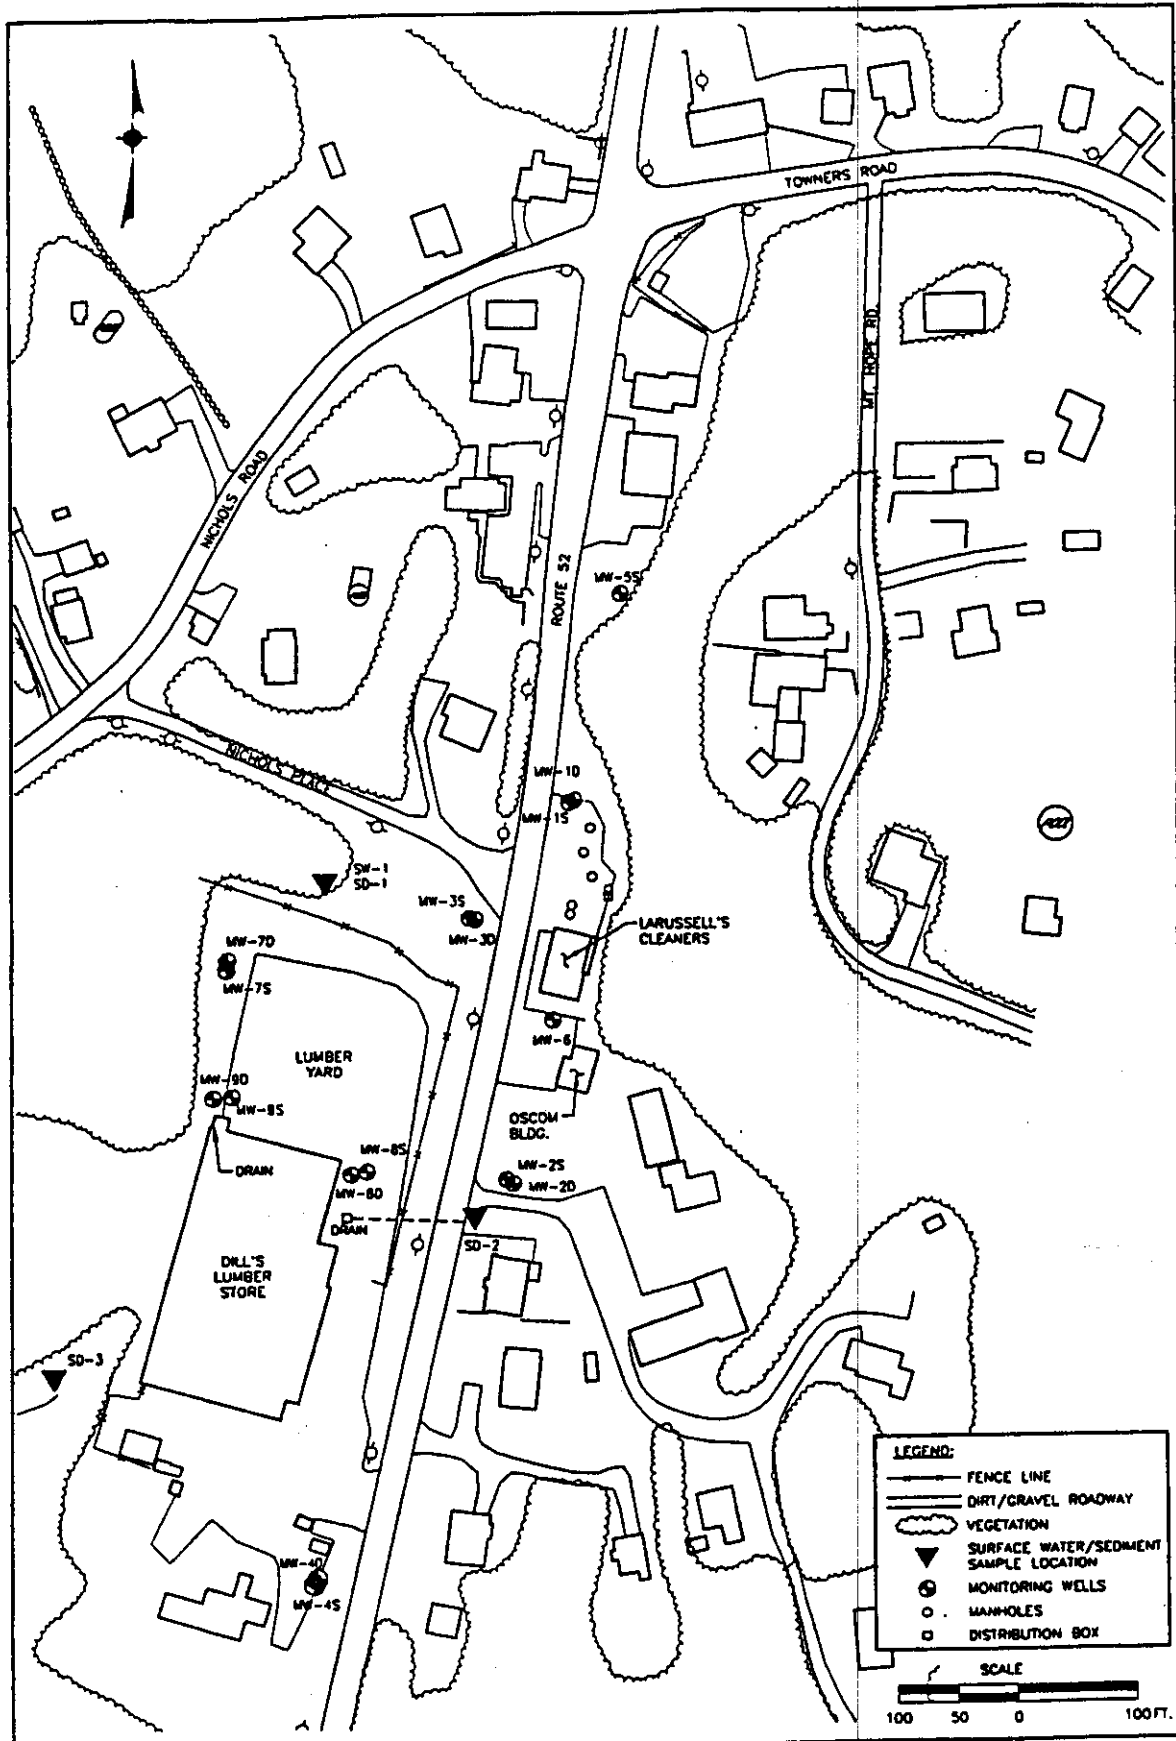 TOWNERS ROAD
MT. HOPE RD.
NICHOLS ROAD
ROUTE 52
MW-5S
NICHOLS PLACE
MW-1D
MW-1S
SW-1
SD-1
MW-3S
MW-3D
LARUSSELL'S
CLEANERS
MW-7D
MW-7S
MW-6
LUMBER
YARD
MW-9D
MW-9S
OSCOM
BLDG.
DRAIN
MW-8S
MW-8D
MW-2S
MW-2D
DRAIN
SD-2
DILL'S
LUMBER
STORE
SD-3
MW-4D
MW-4S
LEGEND:
FENCE LINE
DIRT/GRAVEL ROADWAY
VEGETATION
SURFACE WATER/SEDIMENT
SAMPLE LOCATION
MONITORING WELLS
MANHOLES
DISTRIBUTION BOX
SCALE
100 50 0 100 FT.